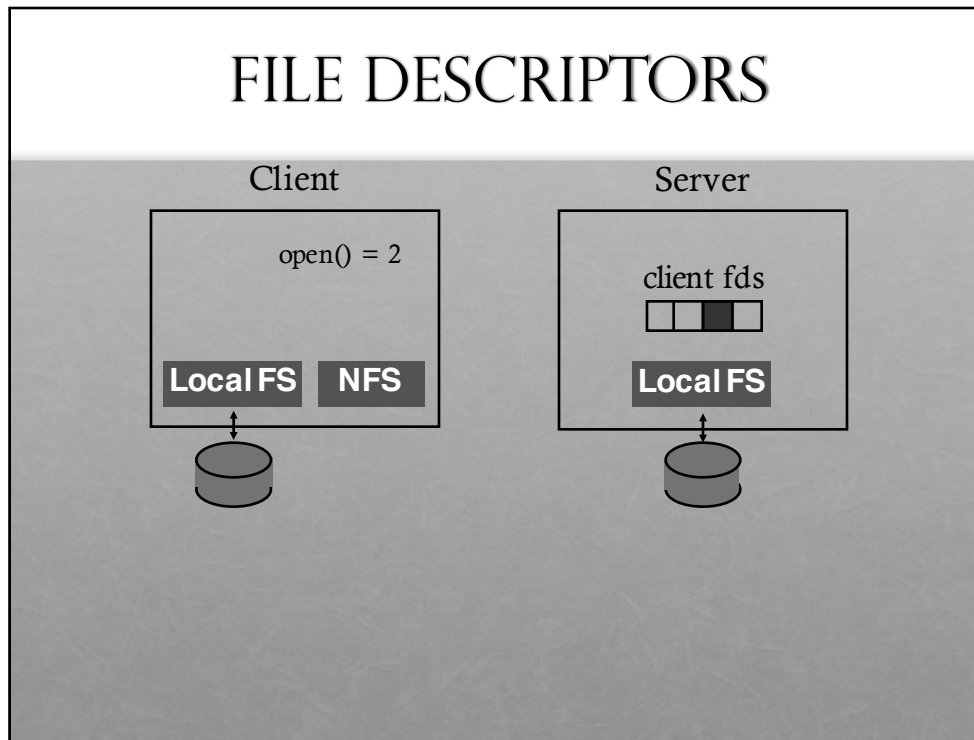 FILE DESCRIPTORS
Client
Server
open() = 2
client fds
Local FS
NFS
Local FS